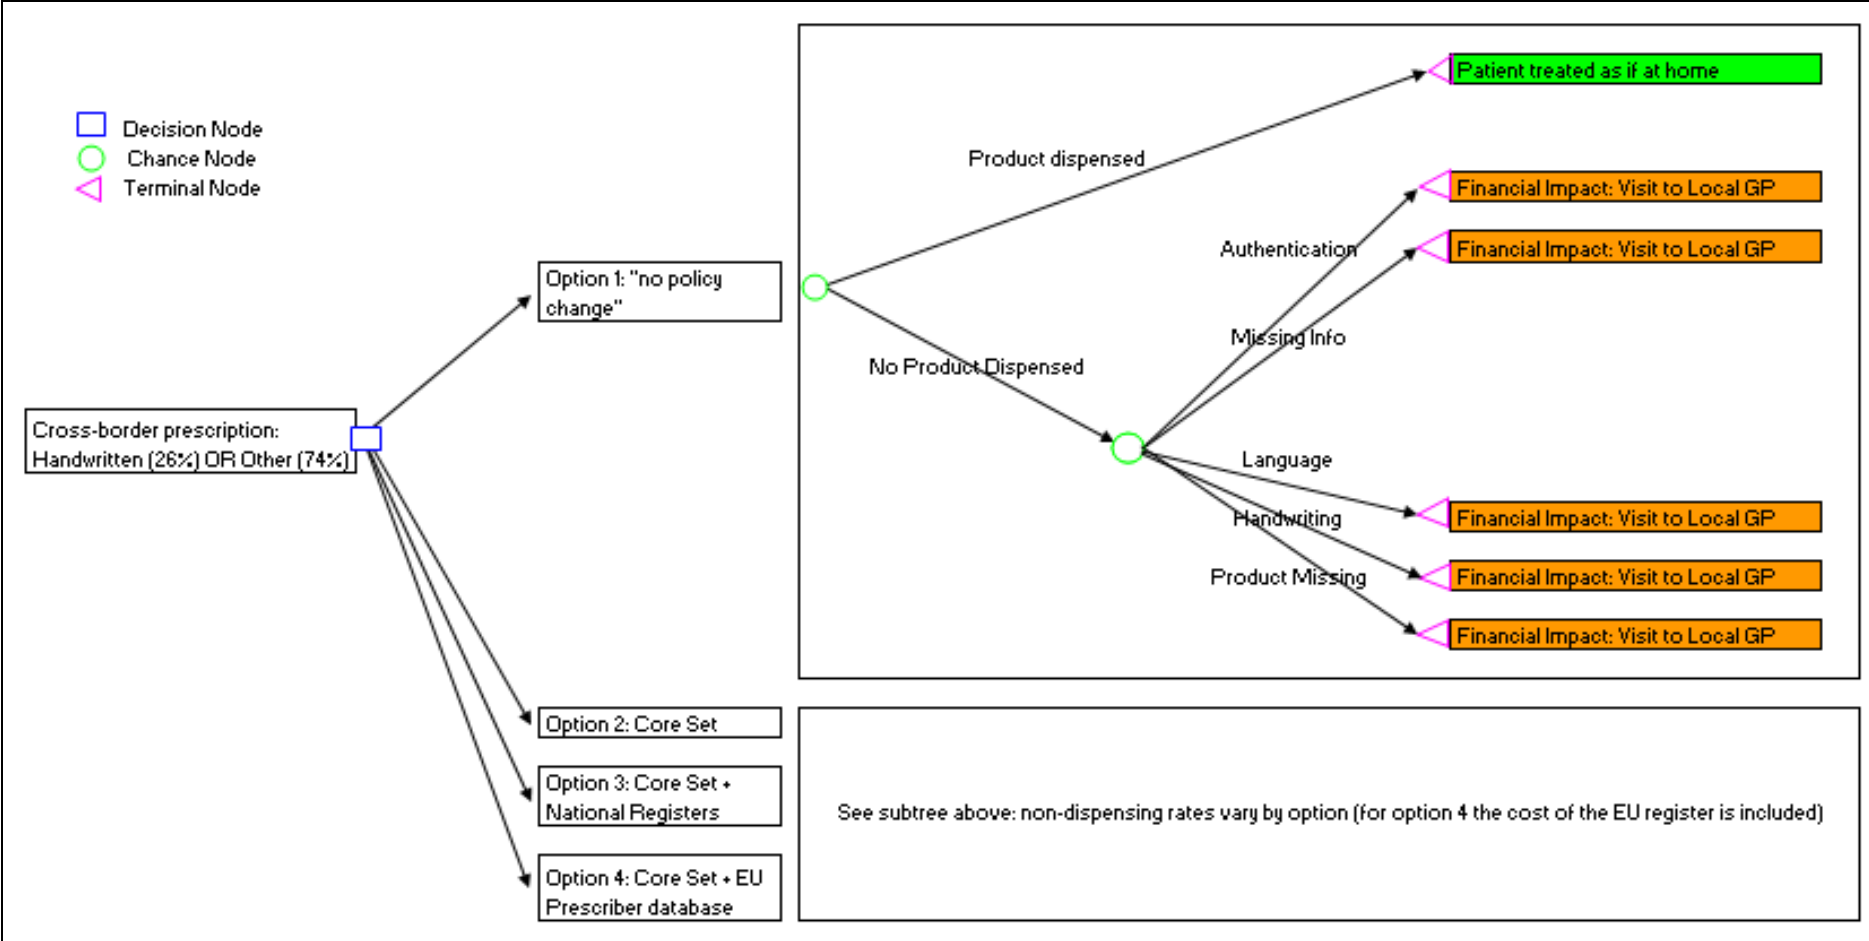 Decision Node
Chance Node
Terminal Node
Cross-border prescription:
Handwritten (26%) OR Other (74%)
Option 1: "no policy
change"
Product dispensed
No Product Dispensed
Patient treated as if at home
Authentication
Financial Impact: Visit to Local GP
Missing Info
Financial Impact: Visit to Local GP
Language
Financial Impact: Visit to Local GP
Handwriting
Financial Impact: Visit to Local GP
Product Missing
Financial Impact: Visit to Local GP
Option 2: Core Set
Option 3: Core Set +
National Registers
Option 4: Core Set + EU
Prescriber database
See subtree above: non-dispensing rates vary by option (for option 4 the cost of the EU register is included)